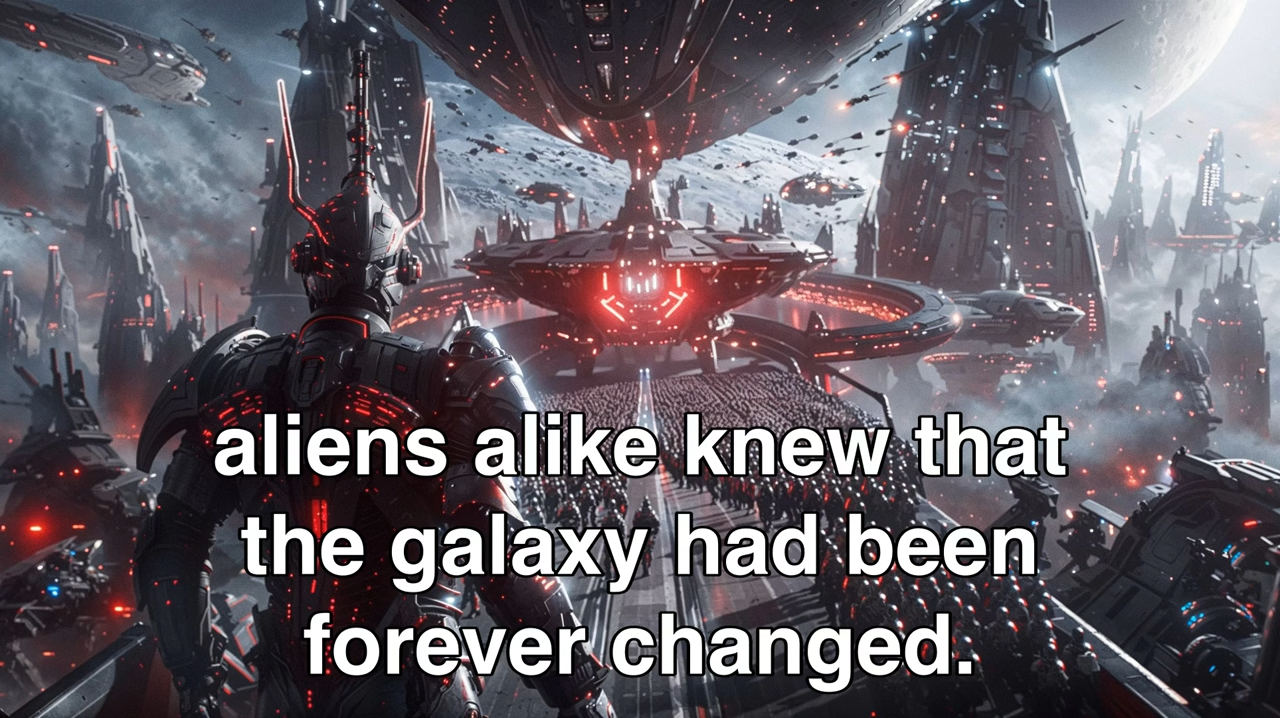 aliens alike knew that
the galaxy had been
forever changed.